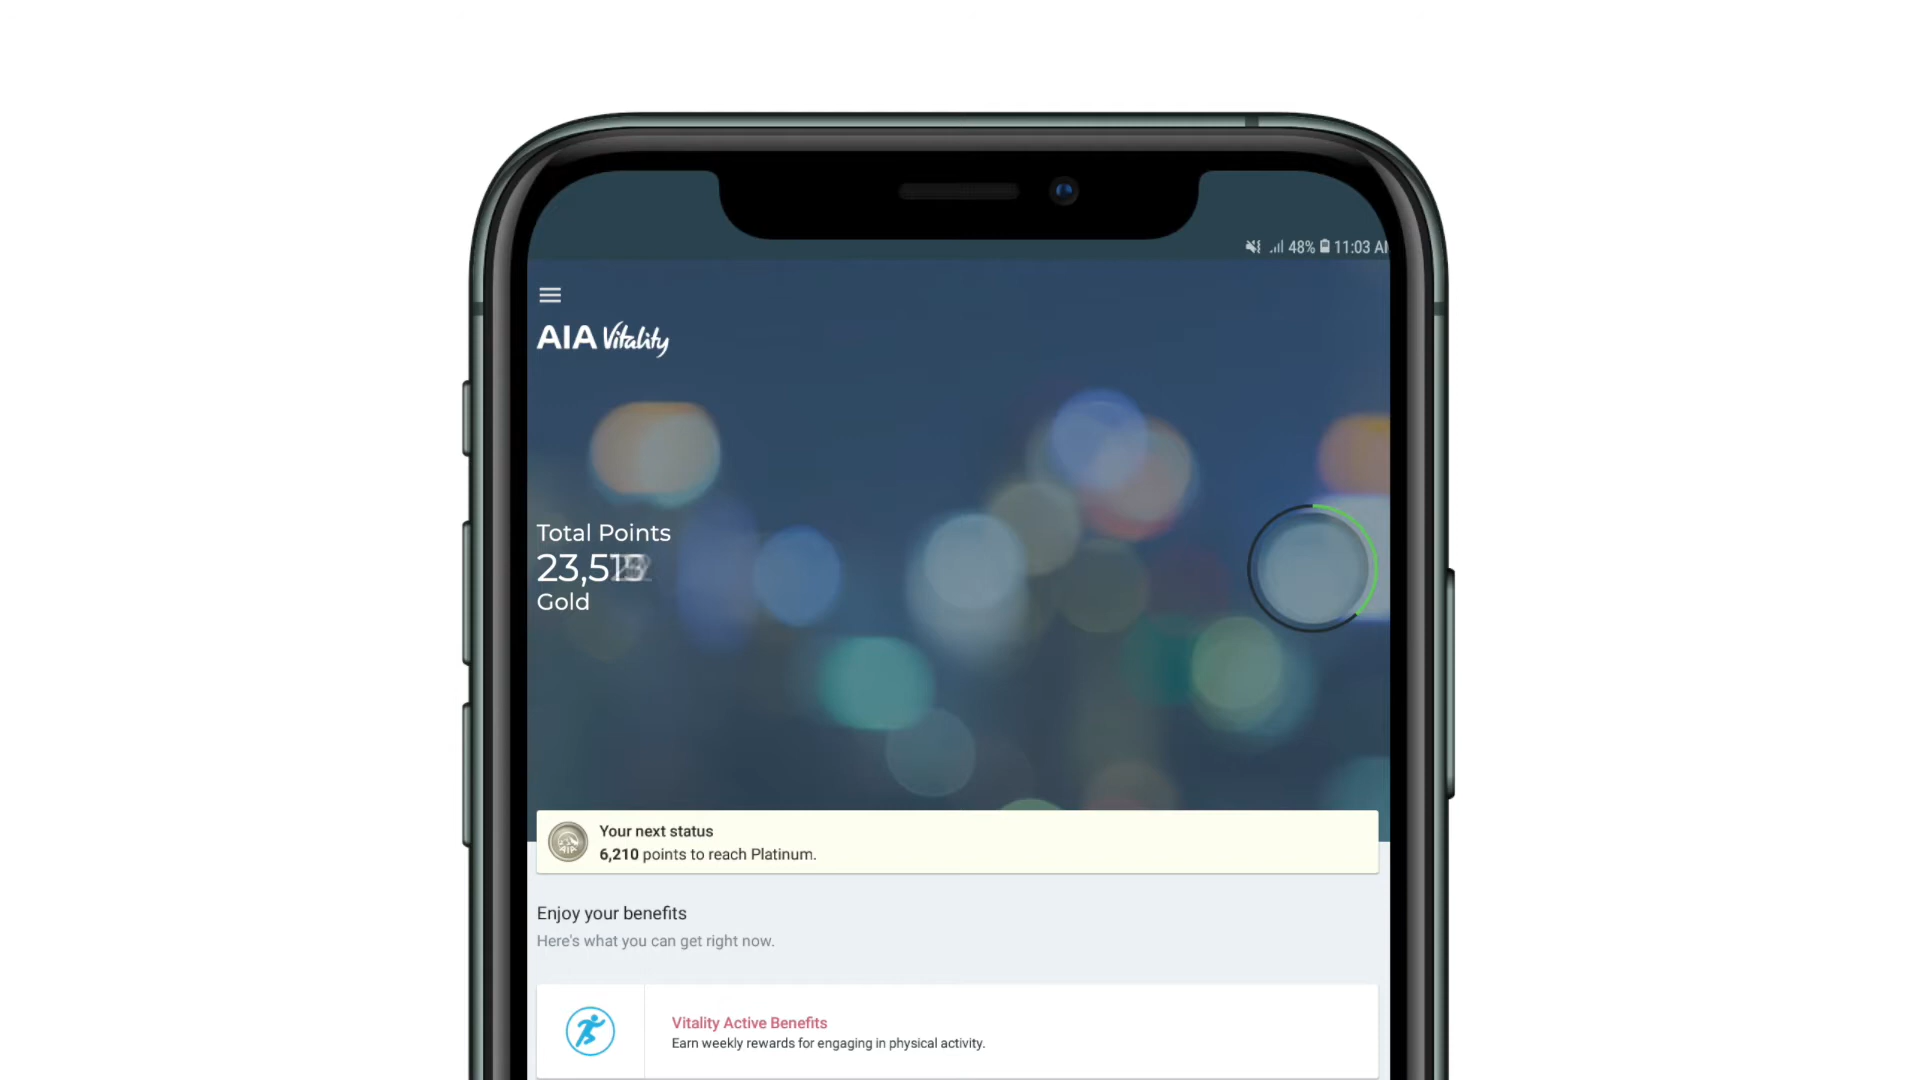 48% 11:03
AIA Vitality
Total Points
Gold
Your next status
6,210 points to reach Platinum.
Enjoy your benefits
Here's what you can get right now.
Vitality Active Benefits
Earn weekly rewards for engaging in physical activity.